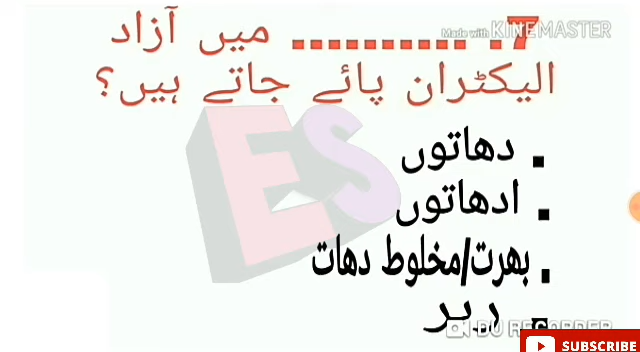 Made with KINEMASTER
7. .......... میں آزاد
الیکٹران پائے جاتے ہیں؟
ES
▪ دھاتوں
▪ ادھاتوں
▪ بھرت/مخلوط دھات
▪ ربر
DU RECORDER
SUBSCRIBE